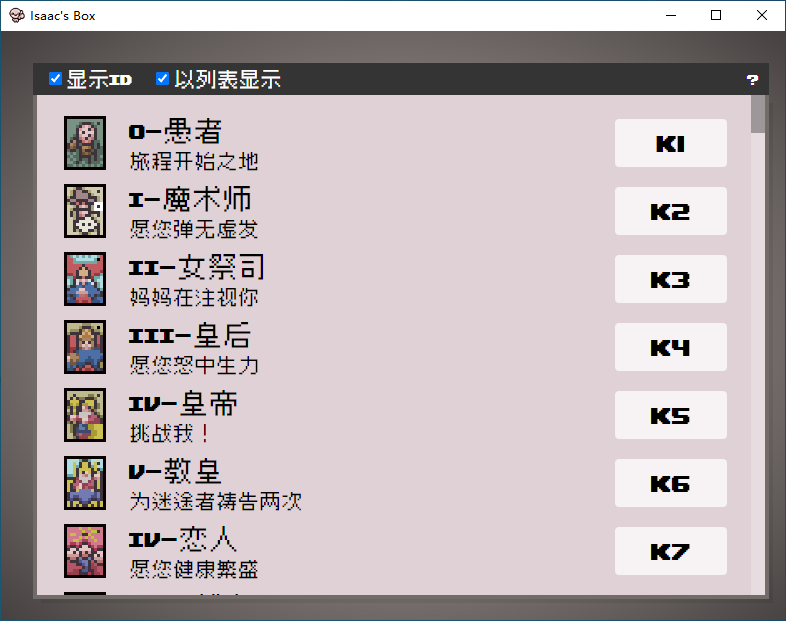 Isaac's Box
显示ID 以列表显示 ?
0-愚者 K1
旅程开始之地
I-魔术师 K2
愿您弹无虚发
II-女祭司 K3
妈妈在注视你
III-皇后 K4
愿您怒中生力
IV-皇帝 K5
挑战我！
V-教皇 K6
为迷途者祷告两次
IV-恋人 K7
愿您健康繁盛